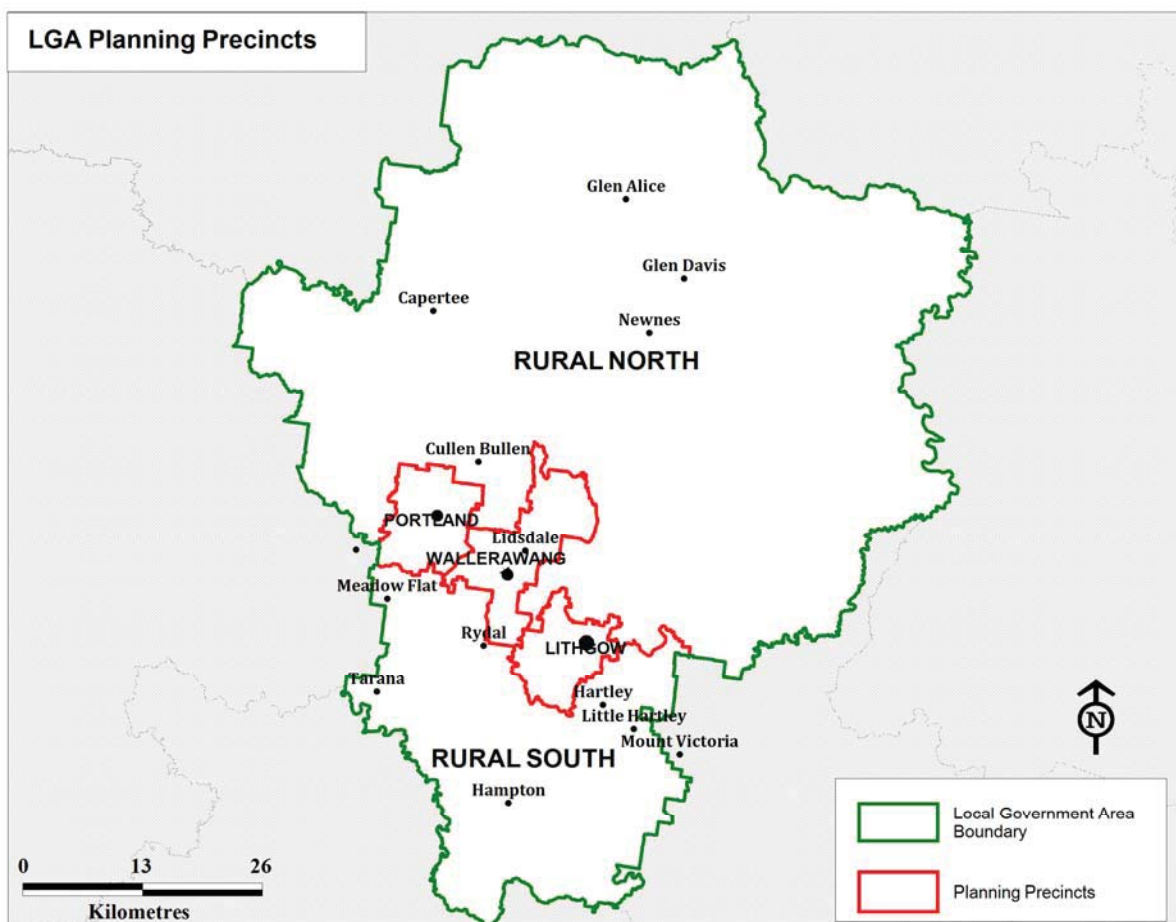 LGA Planning Precincts
Glen Alice
Glen Davis
Capertee
Newnes
RURAL NORTH
Cullen Bullen
PORTLAND
Lidsdale
WALLERAWANG
Meadow Flat
Rydal
LITHGOW
Tarana
Hartley
Little Hartley
Mount Victoria
RURAL SOUTH
Hampton
N
0 13 26
Kilometres
Local Government Area
Boundary
Planning Precincts